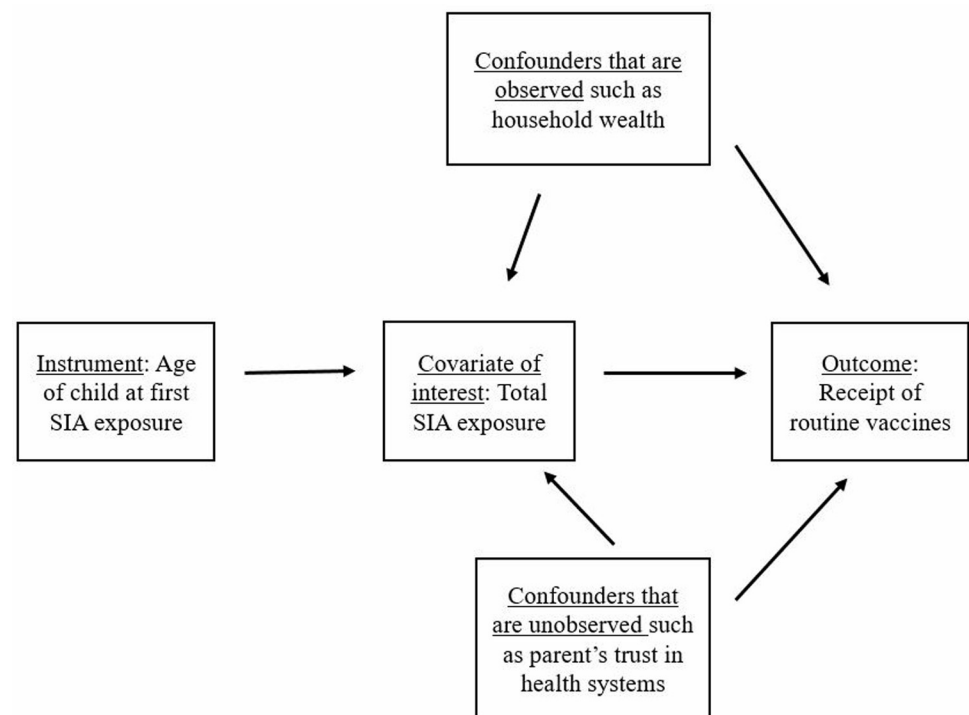 Confounders that are
observed such as
household wealth
Instrument: Age
of child at first
SIA exposure
Covariate of
interest: Total
SIA exposure
Outcome:
Receipt of
routine vaccines
Confounders that
are unobserved such
as parent's trust in
health systems